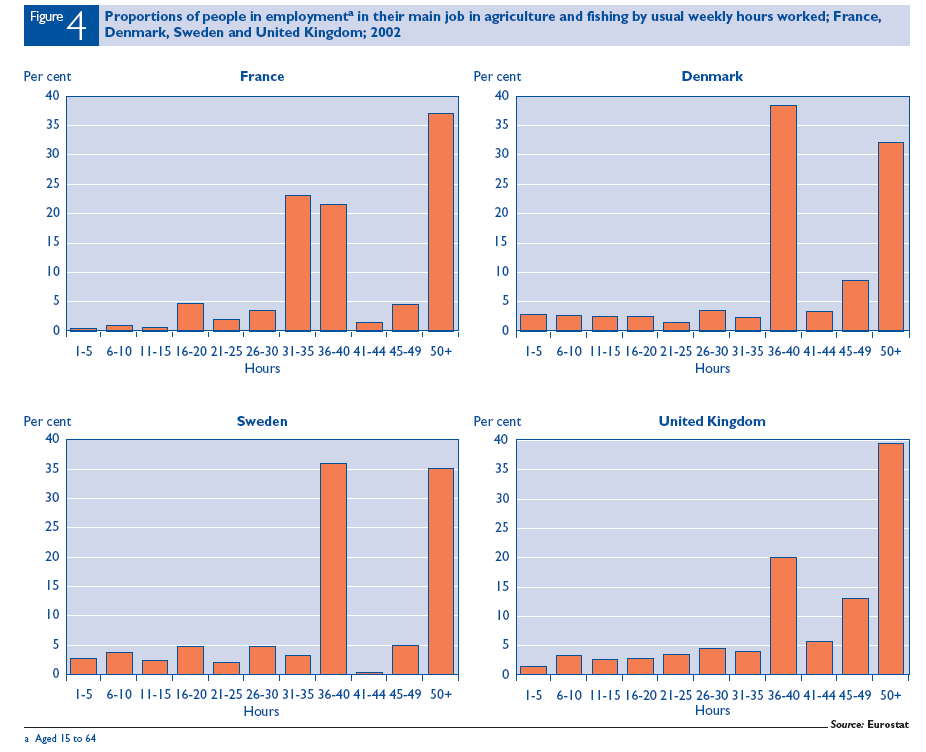 Figure 4
Proportions of people in employmentᵃ in their main job in agriculture and fishing by usual weekly hours worked; France,
Denmark, Sweden and United Kingdom; 2002
Per cent
France
40
35
30
25
20
15
10
5
0
1-5 6-10 11-15 16-20 21-25 26-30 31-35 36-40 41-44 45-49 50+
Hours
Per cent
Denmark
40
35
30
25
20
15
10
5
0
1-5 6-10 11-15 16-20 21-25 26-30 31-35 36-40 41-44 45-49 50+
Hours
Per cent
Sweden
40
35
30
25
20
15
10
5
0
1-5 6-10 11-15 16-20 21-25 26-30 31-35 36-40 41-44 45-49 50+
Hours
Per cent
United Kingdom
40
35
30
25
20
15
10
5
0
1-5 6-10 11-15 16-20 21-25 26-30 31-35 36-40 41-44 45-49 50+
Hours
Source: Eurostat
a Aged 15 to 64